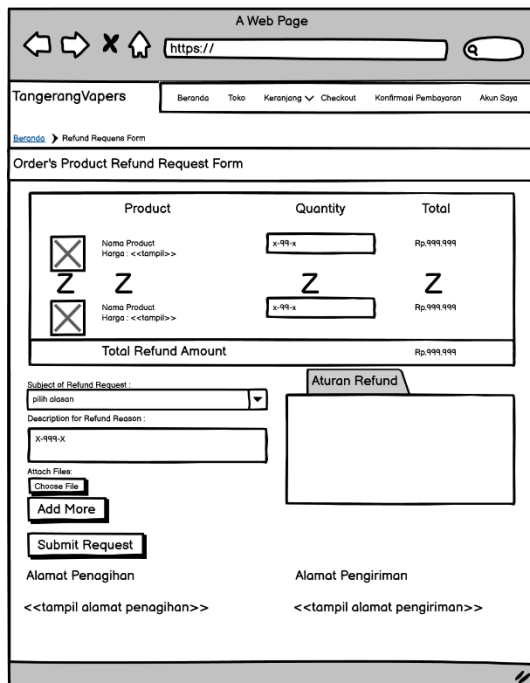 A Web Page
https://
TangerangVapers
Beranda Toko Keranjang Checkout Konfirmasi Pembayaran Akun Saya
Beranda Refund Requens Form
Order's Product Refund Request Form
Product Quantity Total
Nama Product x-99-x Rp.999.999
Harga : <<tampil>>
Z Z Z Z
Nama Product x-99-x Rp.999.999
Harga : <<tampil>>
Total Refund Amount Rp.999.999
Subject of Refund Request :
pilih alasan
Description for Refund Reason :
X-999-X
Attach Files:
Choose File
Add More
Submit Request
Aturan Refund
Alamat Penagihan Alamat Pengiriman
<<tampil alamat penagihan>> <<tampil alamat pengiriman>>